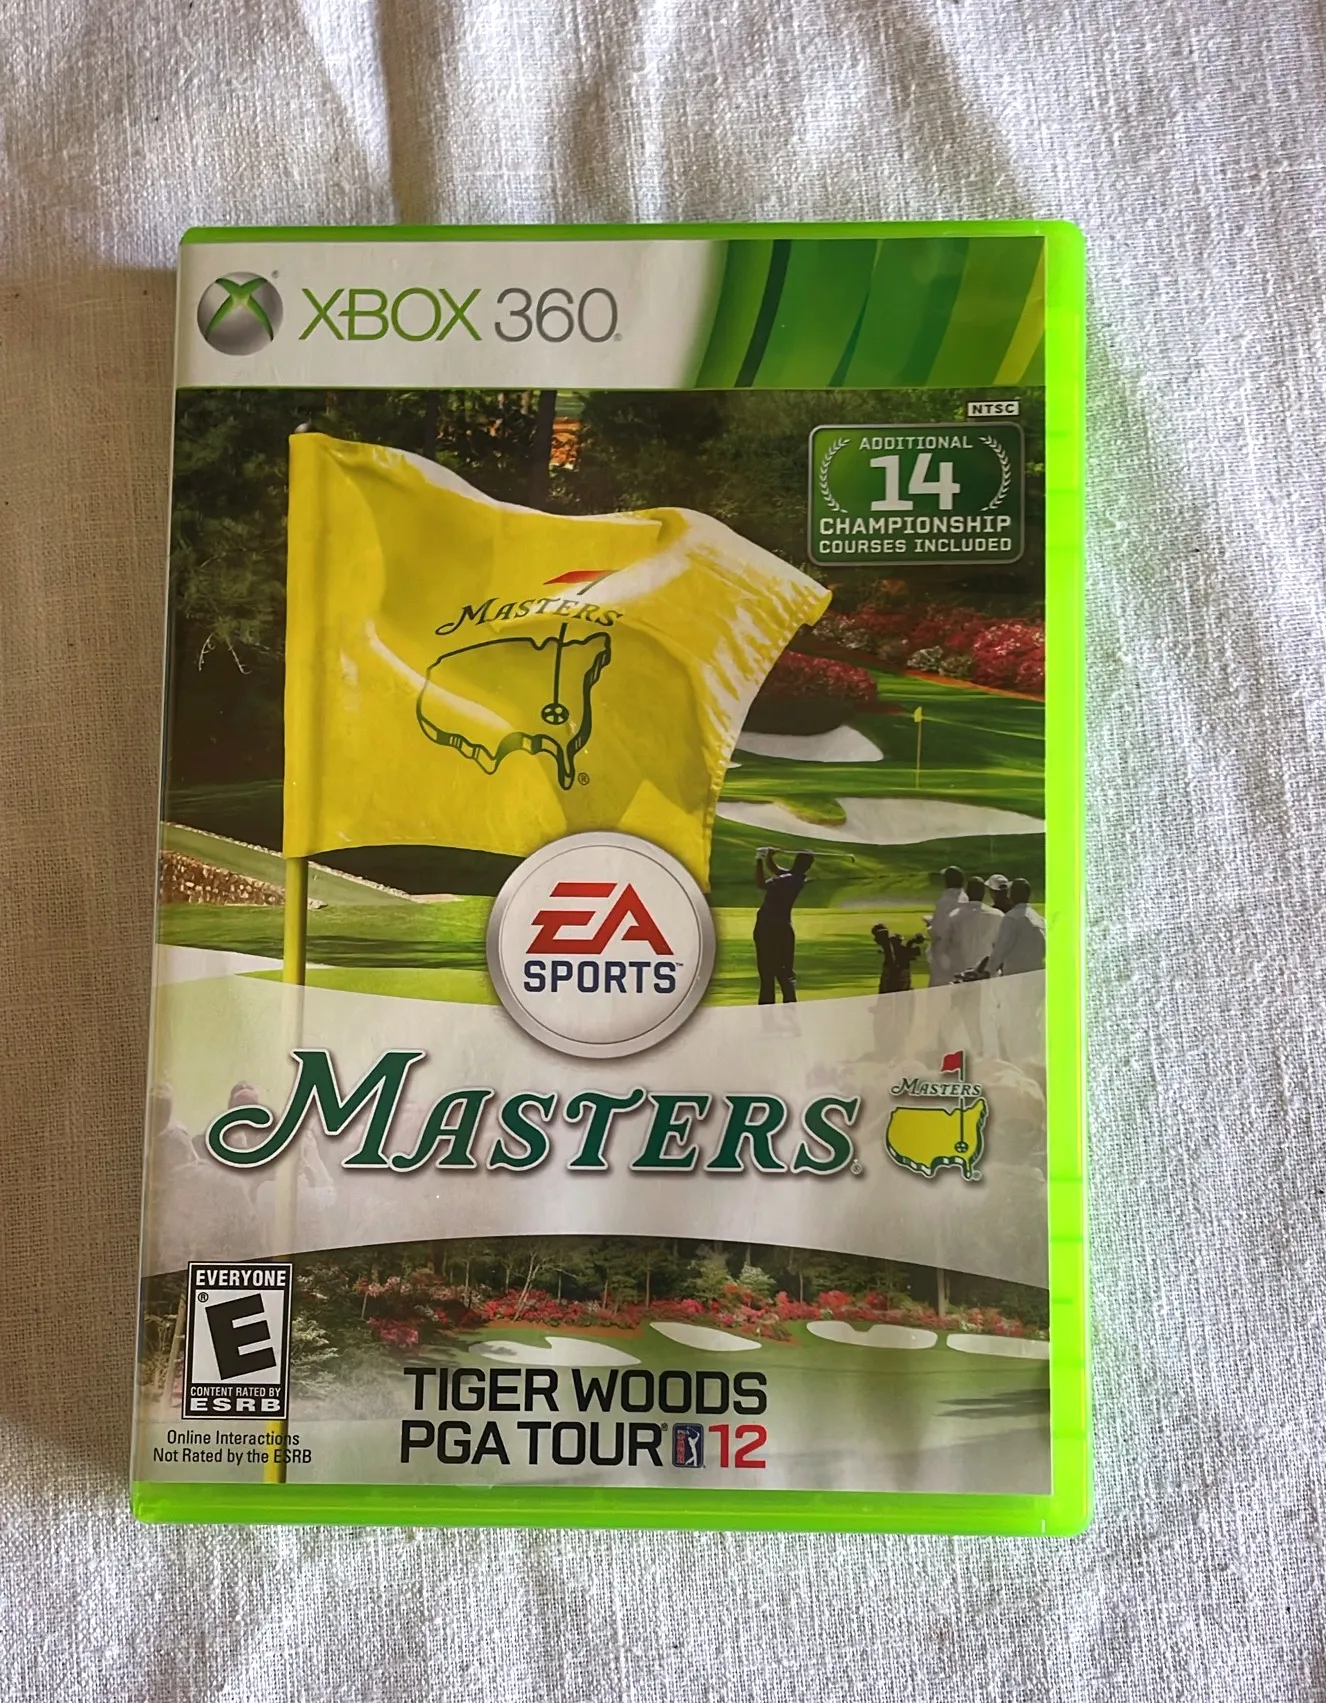 XBOX 360®
NTSC
ADDITIONAL
14
CHAMPIONSHIP
COURSES INCLUDED
MASTERS
®
EA
SPORTS™
MASTERS®
MASTERS
®
EVERYONE
®
E
CONTENT RATED BY
ESRB
Online Interactions
Not Rated by the ESRB
TIGER WOODS
PGA TOUR® 12